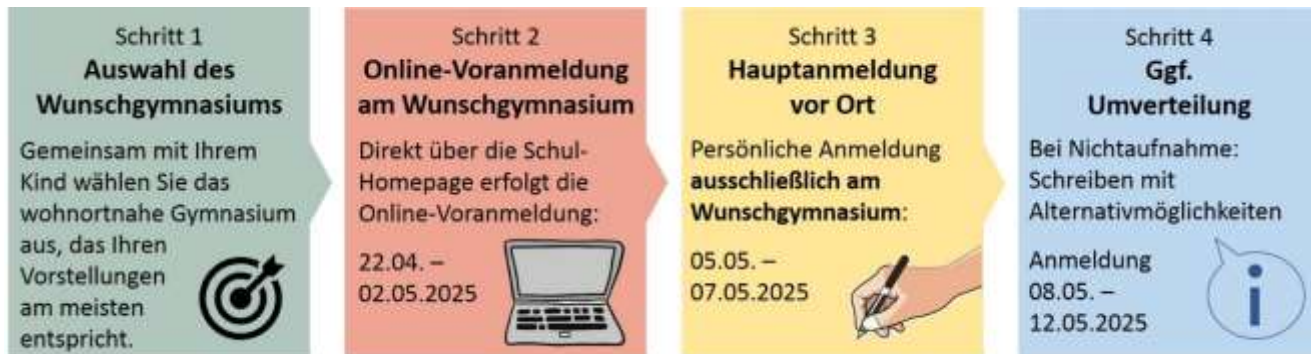 Schritt 1
Auswahl des
Wunschgymnasiums
Gemeinsam mit Ihrem
Kind wählen Sie das
wohnortnahe Gymnasium
aus, das Ihren
Vorstellungen
am meisten
entspricht.
Schritt 2
Online-Voranmeldung
am Wunschgymnasium
Direkt über die Schul-
Homepage erfolgt die
Online-Voranmeldung:
22.04. –
02.05.2025
Schritt 3
Hauptanmeldung
vor Ort
Persönliche Anmeldung
ausschließlich am
Wunschgymnasium:
05.05. –
07.05.2025
Schritt 4
Ggf.
Umverteilung
Bei Nichtaufnahme:
Schreiben mit
Alternativmöglichkeiten
Anmeldung
08.05. –
12.05.2025
i